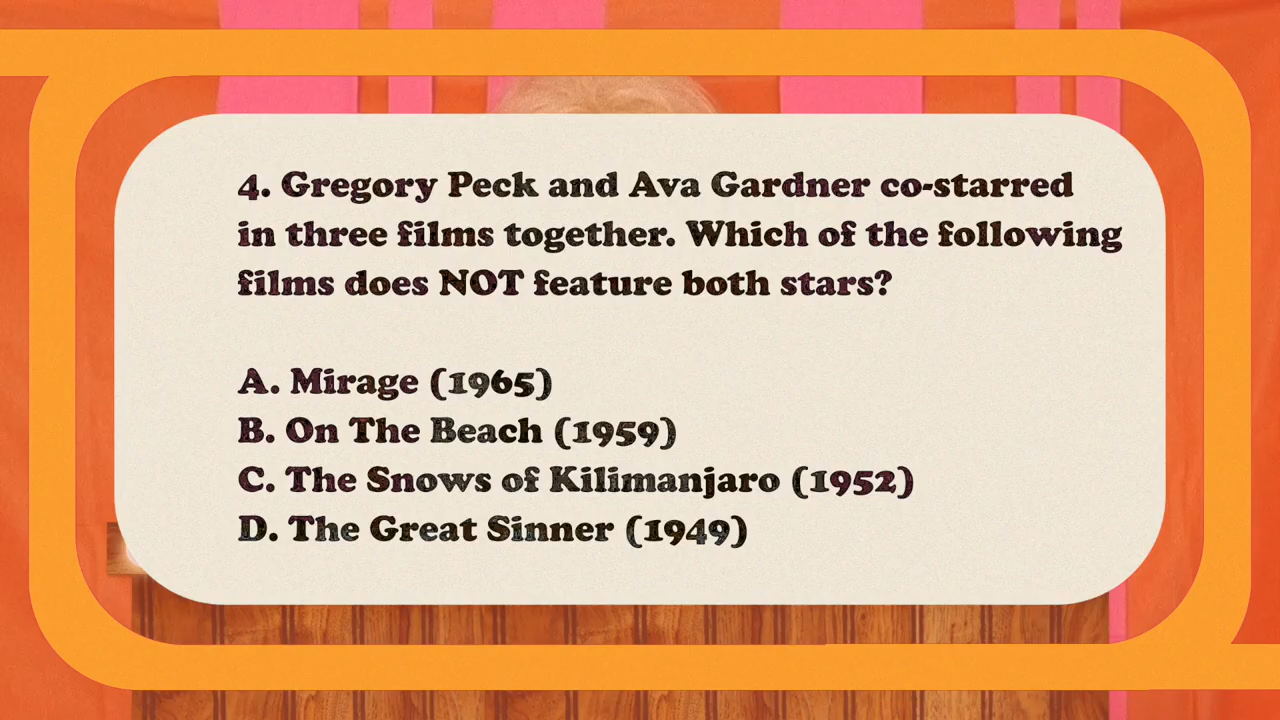 4. Gregory Peck and Ava Gardner co-starred
in three films together. Which of the following
films does NOT feature both stars?
A. Mirage (1965)
B. On The Beach (1959)
C. The Snows of Kilimanjaro (1952)
D. The Great Sinner (1949)